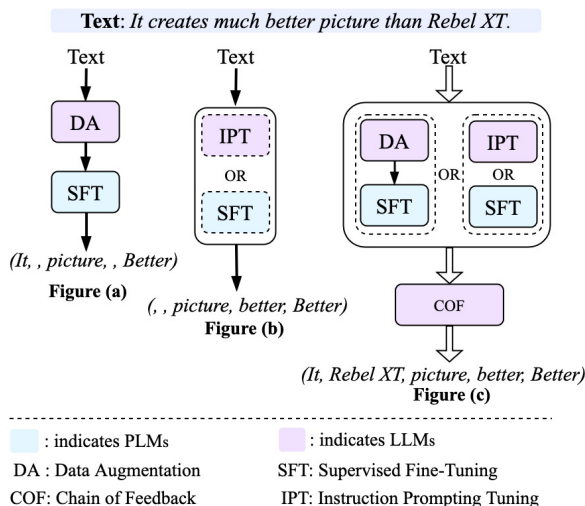 Text: It creates much better picture than Rebel XT.
Text
DA
SFT
(It, , picture, , Better)
Figure (a)
Text
IPT
OR
SFT
(, , picture, better, Better)
Figure (b)
Text
DA
SFT
OR
IPT
OR
SFT
COF
(It, Rebel XT, picture, better, Better)
Figure (c)
: indicates PLMs
: indicates LLMs
DA : Data Augmentation
SFT: Supervised Fine-Tuning
COF: Chain of Feedback
IPT: Instruction Prompting Tuning